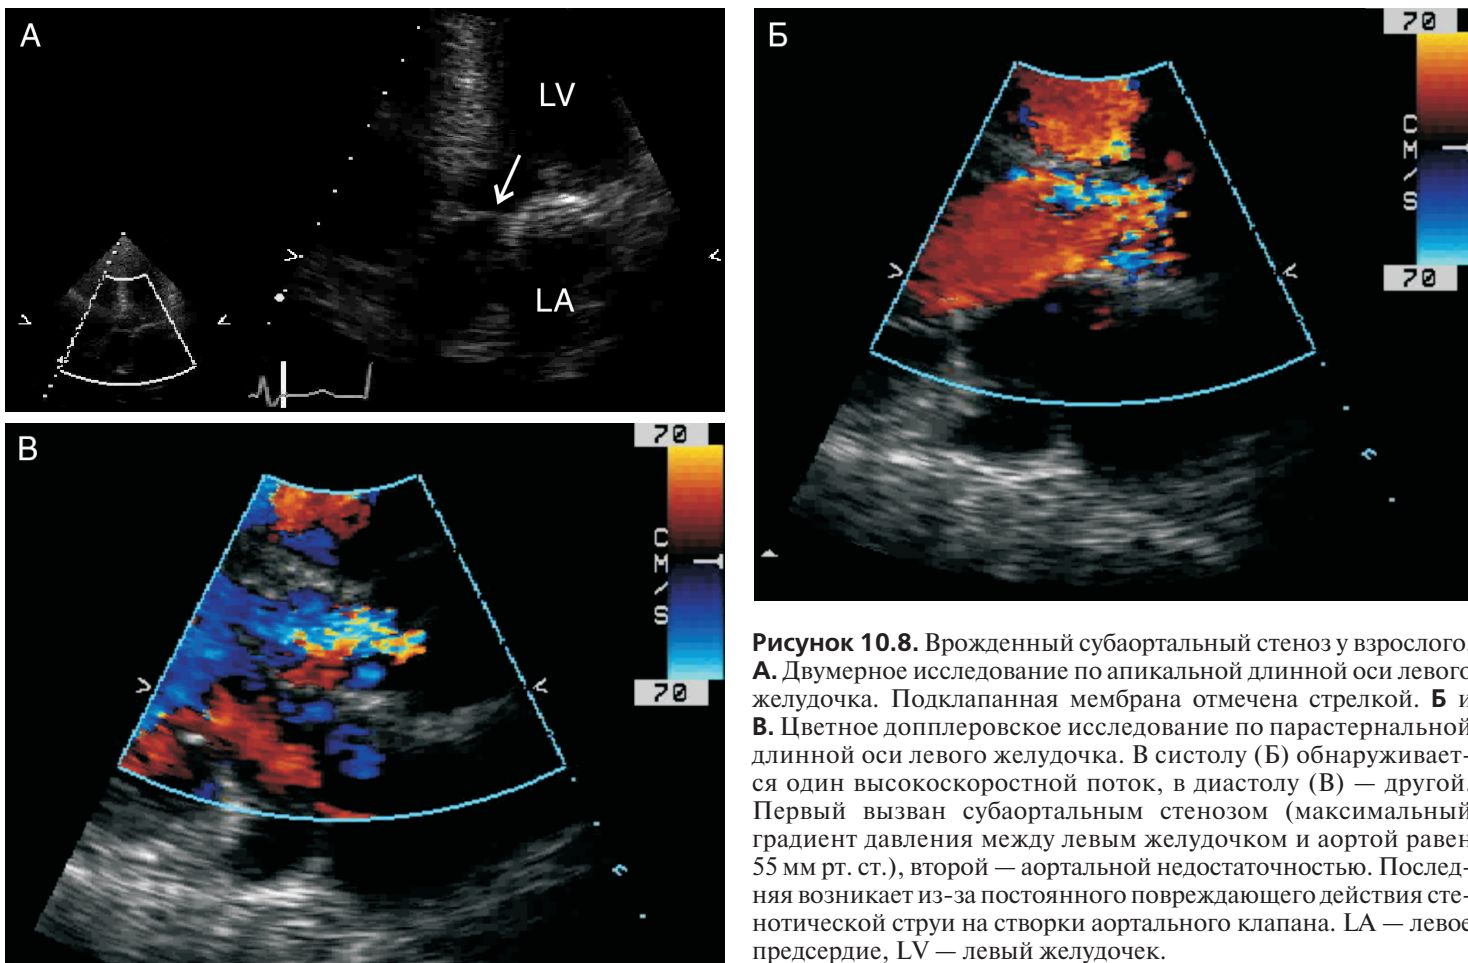 А
LV
LA
Б
70
CM/S
70
В
70
CM/S
70
Рисунок 10.8. Врожденный субаортальный стеноз у взрослого.
А. Двумерное исследование по апикальной длинной оси левого
желудочка. Подклапанная мембрана отмечена стрелкой. Б и
В. Цветное допплеровское исследование по парастернальной
длинной оси левого желудочка. В систолу (Б) обнаруживает-
ся один высокоскоростной поток, в диастолу (В) — другой.
Первый вызван субаортальным стенозом (максимальный
градиент давления между левым желудочком и аортой равен
55 мм рт. ст.), второй — аортальной недостаточностью. Послед-
няя возникает из-за постоянного повреждающего действия сте-
нотической струи на створки аортального клапана. LA — левое
предсердие, LV — левый желудочек.